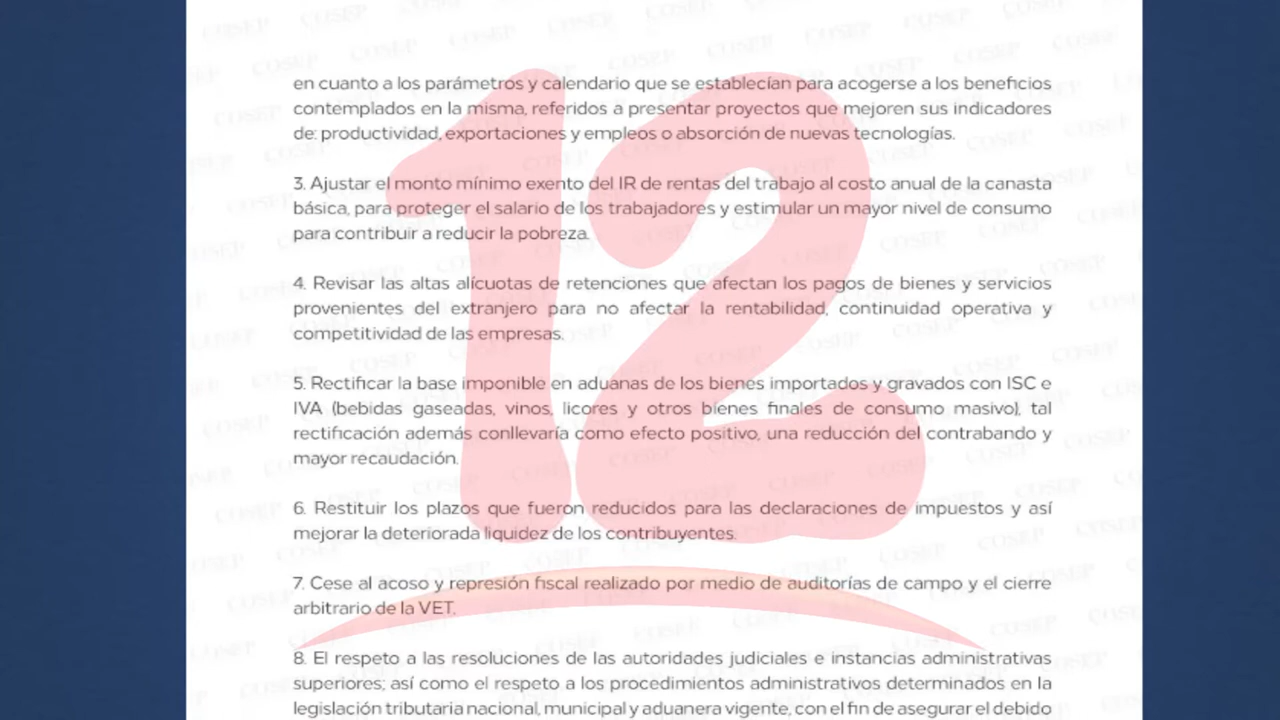 en cuanto a los parámetros y calendario que se establecían para acogerse a los beneficios
contemplados en la misma, referidos a presentar proyectos que mejoren sus indicadores
de: productividad, exportaciones y empleos o absorción de nuevas tecnologías.
3. Ajustar el monto mínimo exento del IR de rentas del trabajo al costo anual de la canasta
básica, para proteger el salario de los trabajadores y estimular un mayor nivel de consumo
para contribuir a reducir la pobreza.
4. Revisar las altas alícuotas de retenciones que afectan los pagos de bienes y servicios
provenientes del extranjero para no afectar la rentabilidad, continuidad operativa y
competitividad de las empresas.
5. Rectificar la base imponible en aduanas de los bienes importados y gravados con ISC e
IVA (bebidas gaseadas, vinos, licores y otros bienes finales de consumo masivo), tal
rectificación además conllevaría como efecto positivo, una reducción del contrabando y
mayor recaudación.
6. Restituir los plazos que fueron reducidos para las declaraciones de impuestos y así
mejorar la deteriorada liquidez de los contribuyentes.
7. Cese al acoso y represión fiscal realizado por medio de auditorías de campo y el cierre
arbitrario de la VET.
8. El respeto a las resoluciones de las autoridades judiciales e instancias administrativas
superiores; así como el respeto a los procedimientos administrativos determinados en la
legislación tributaria nacional, municipal y aduanera vigente, con el fin de asegurar el debido
12
COSEP